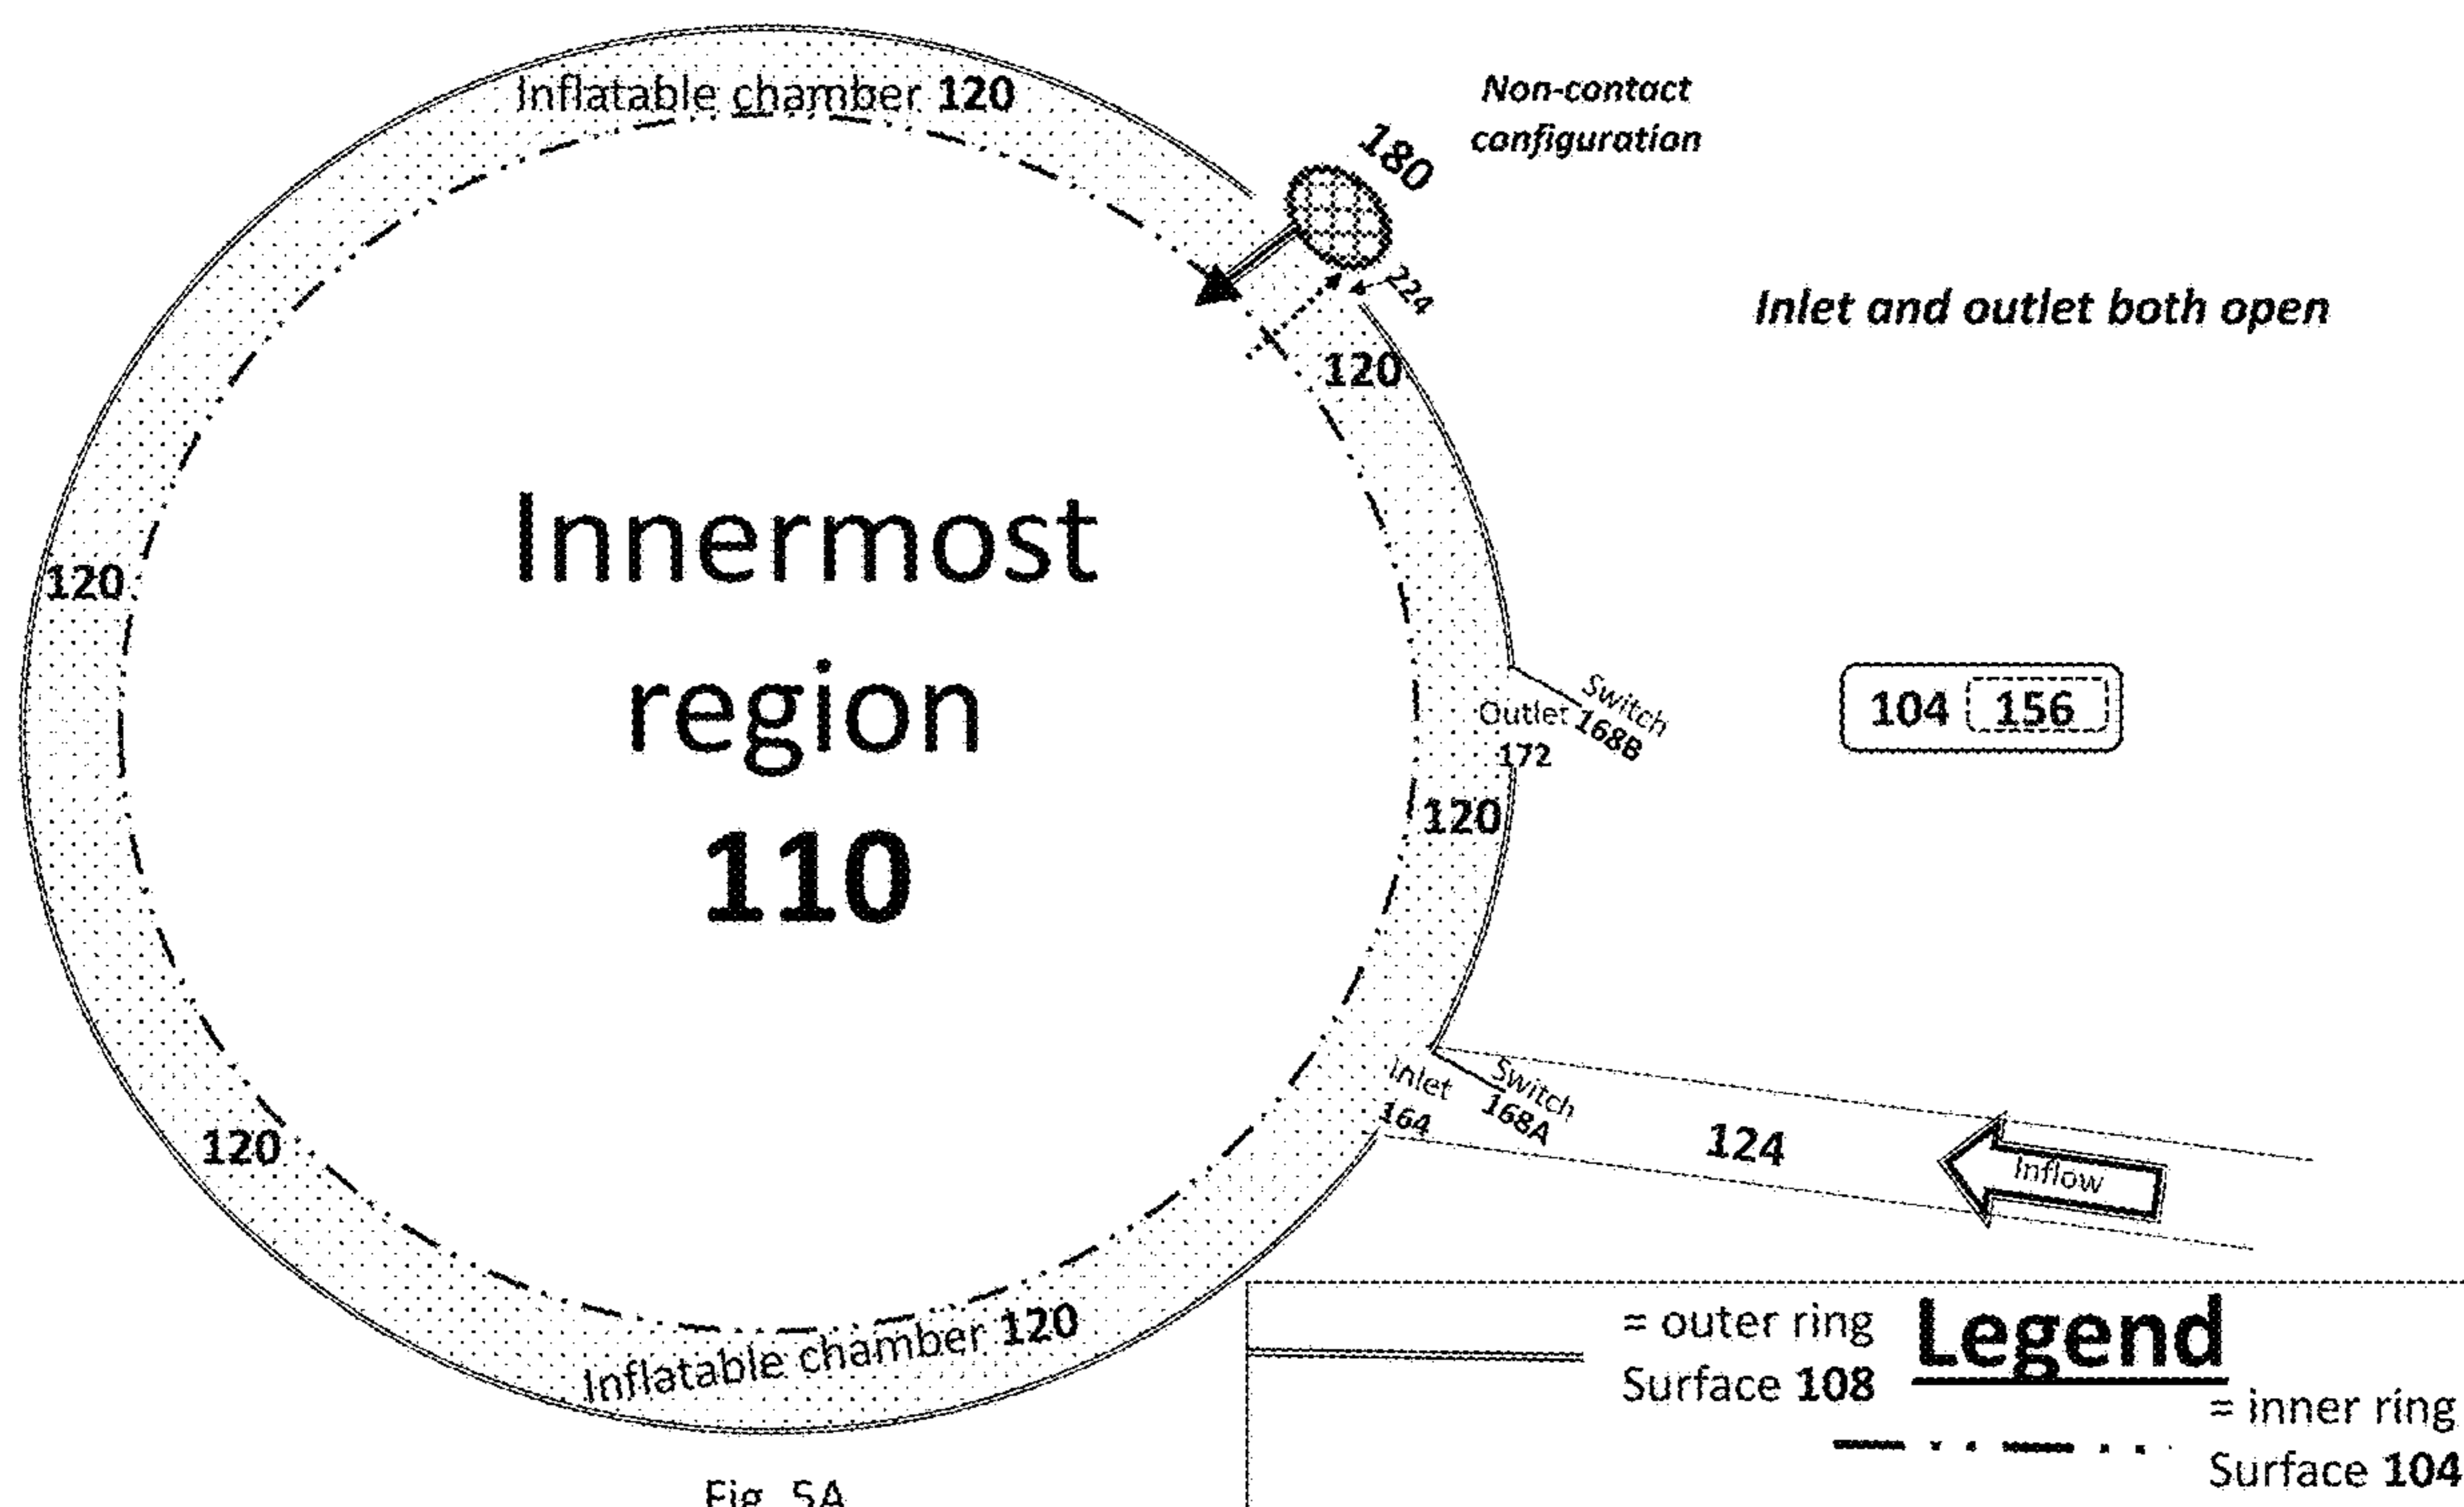 Inflatable chamber 120
Non-contact
configuration
180
224
Inlet and outlet both open
120
Innermost
region
110
120
Switch
168B
Outlet
172
104 156
120
Switch
168A
Inlet
164
124
Inflow
120
Inflatable chamber 120
Legend
= outer ring
Surface 108
= inner ring
Surface 104
Fig. 5A